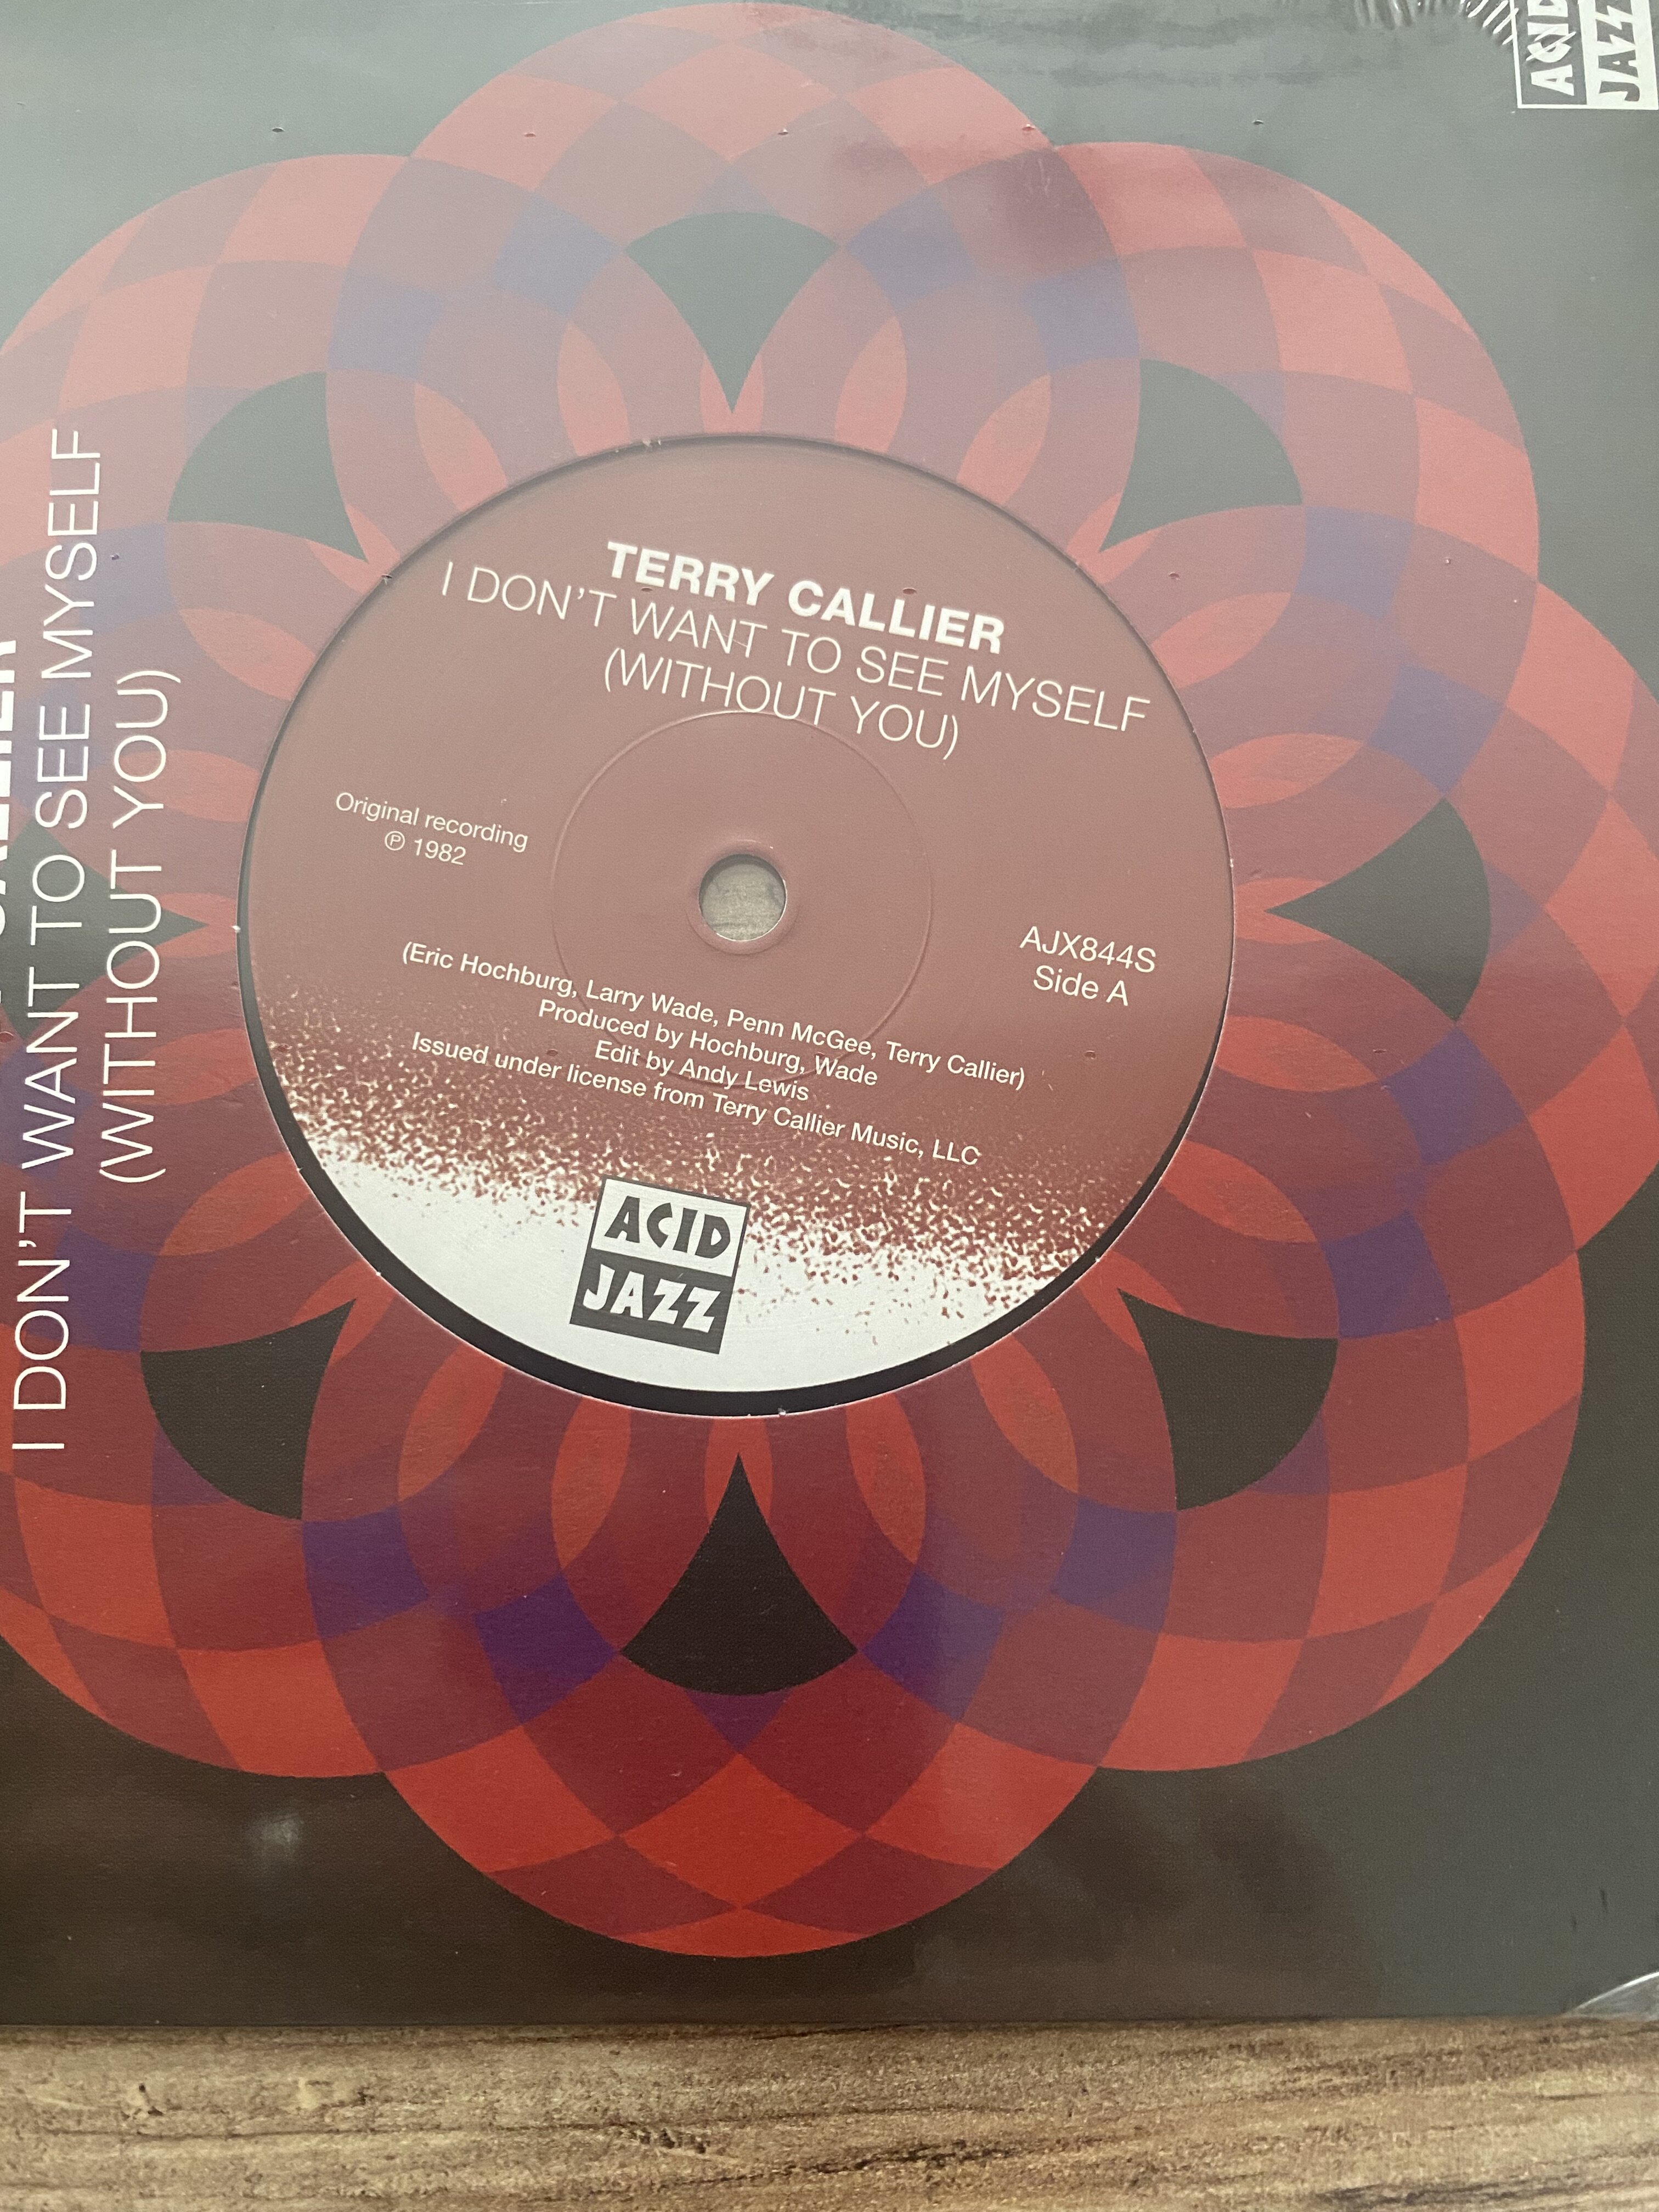 ACID
JAZZ
I DON'T WANT TO SEE MYSELF
(WITHOUT YOU)
TERRY CALLIER
I DON'T WANT TO SEE MYSELF
(WITHOUT YOU)
Original recording
℗ 1982
AJX844S
Side A
(Eric Hochburg, Larry Wade, Penn McGee, Terry Callier)
Produced by Hochburg, Wade
Edit by Andy Lewis
Issued under license from Terry Callier Music, LLC
ACID
JAZZ